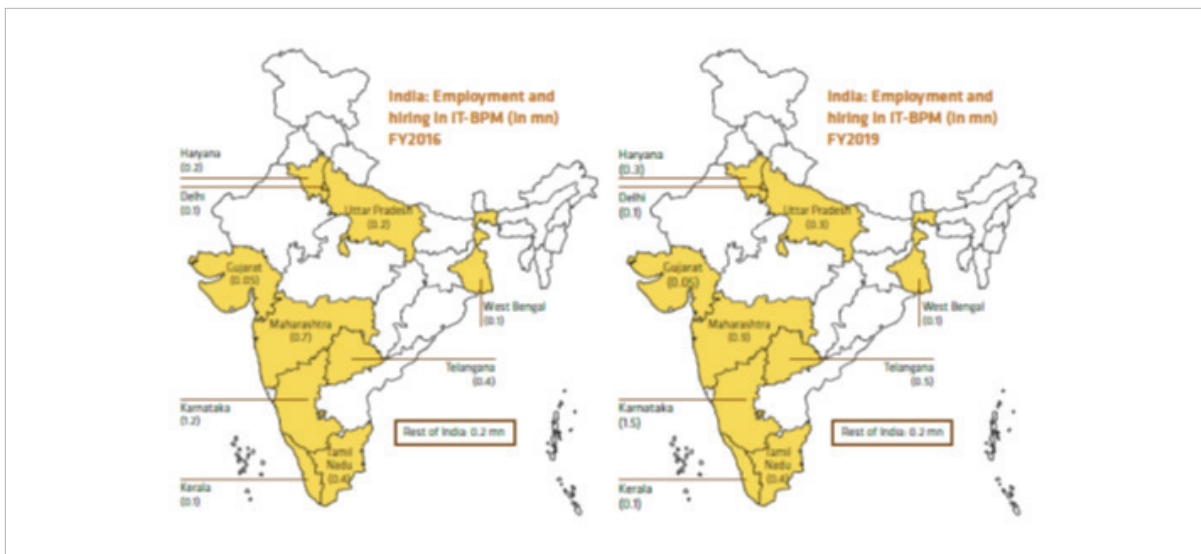 India: Employment and
hiring in IT-BPM (in mn)
FY2016
Haryana
(0.2)
Delhi
(0.1)
Uttar Pradesh
(0.2)
Gujarat
(0.05)
West Bengal
(0.1)
Maharashtra
(0.7)
Telangana
(0.4)
Karnataka
(1.2)
Rest of India: 0.2 mn
Tamil
Nadu
(0.4)
Kerala
(0.1)
India: Employment and
hiring in IT-BPM (in mn)
FY2019
Haryana
(0.3)
Delhi
(0.1)
Uttar Pradesh
(0.3)
Gujarat
(0.05)
West Bengal
(0.1)
Maharashtra
(0.9)
Telangana
(0.5)
Karnataka
(1.5)
Rest of India: 0.2 mn
Tamil
Nadu
(0.4)
Kerala
(0.1)